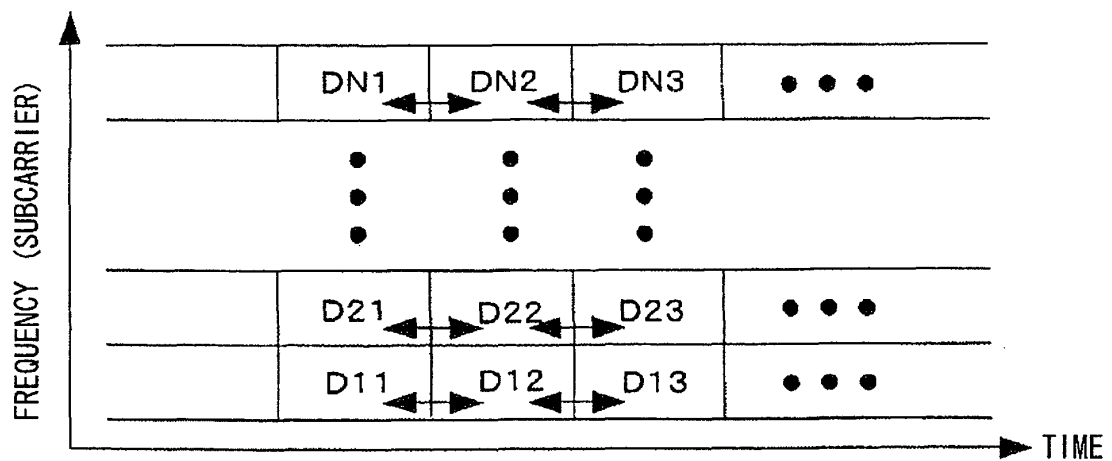 FREQUENCY (SUBCARRIER)
DN1 DN2 DN3 ● ● ●
D21 D22 D23 ● ● ●
D11 D12 D13 ● ● ●
TIME